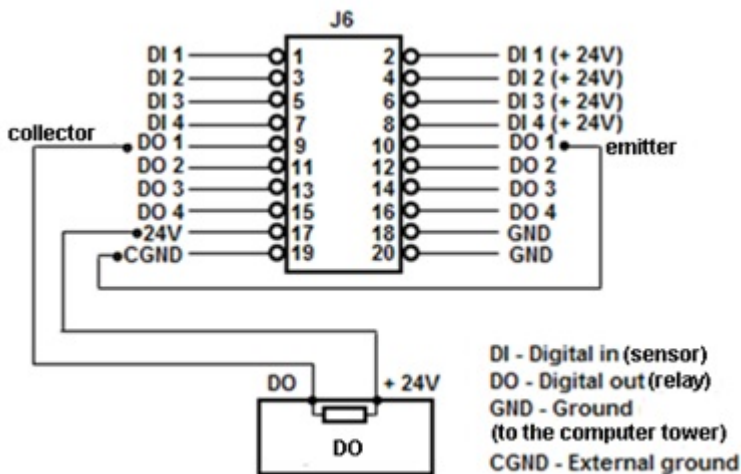 J6
DI 1 1 2 DI 1 (+ 24V)
DI 2 3 4 DI 2 (+ 24V)
DI 3 5 6 DI 3 (+ 24V)
DI 4 7 8 DI 4 (+ 24V)
collector DO 1 9 10 DO 1 emitter
DO 2 11 12 DO 2
DO 3 13 14 DO 3
DO 4 15 16 DO 4
24V 17 18 GND
CGND 19 20 GND
DO + 24V
DO
DI - Digital in (sensor)
DO - Digital out (relay)
GND - Ground
(to the computer tower)
CGND - External ground